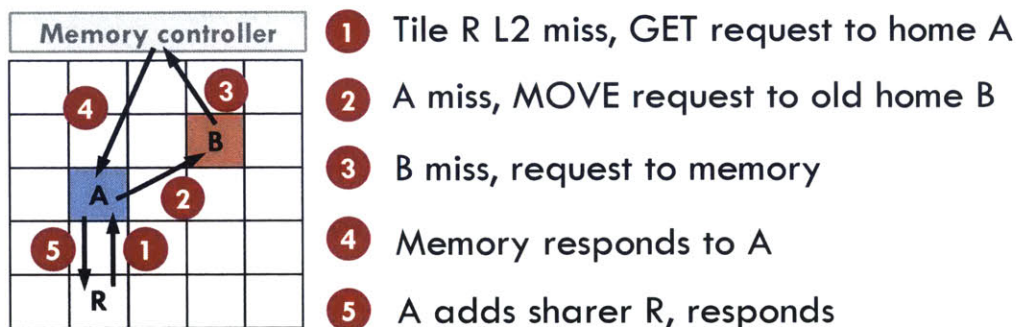 Memory controller
1 Tile R L2 miss, GET request to home A
4
3
2 A miss, MOVE request to old home B
B
3 B miss, request to memory
A
2
4 Memory responds to A
5
1
R
5 A adds sharer R, responds